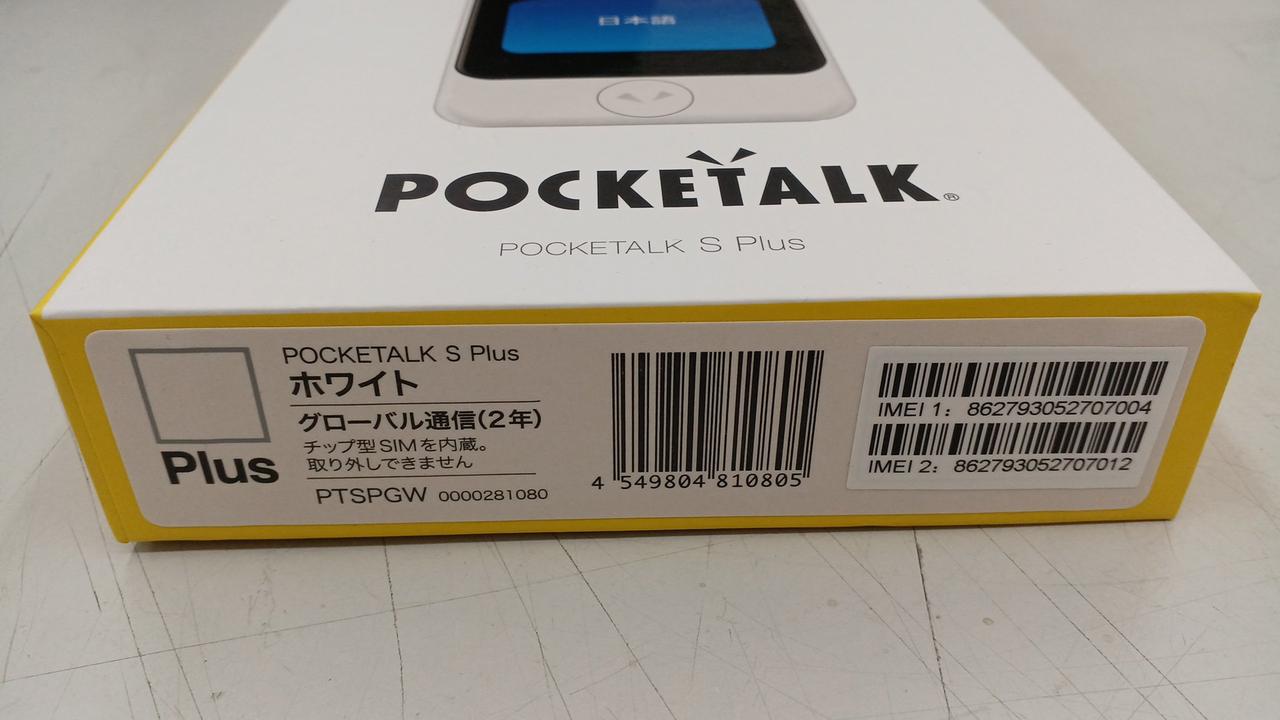 日本語
POCKETALK®
POCKETALK S Plus
Plus
POCKETALK S Plus
ホワイト
グローバル通信(2年)
チップ型SIMを内蔵。
取り外しできません
PTSPGW 0000281080
4 549804 810805
IMEI 1: 862793052707004
IMEI 2: 862793052707012